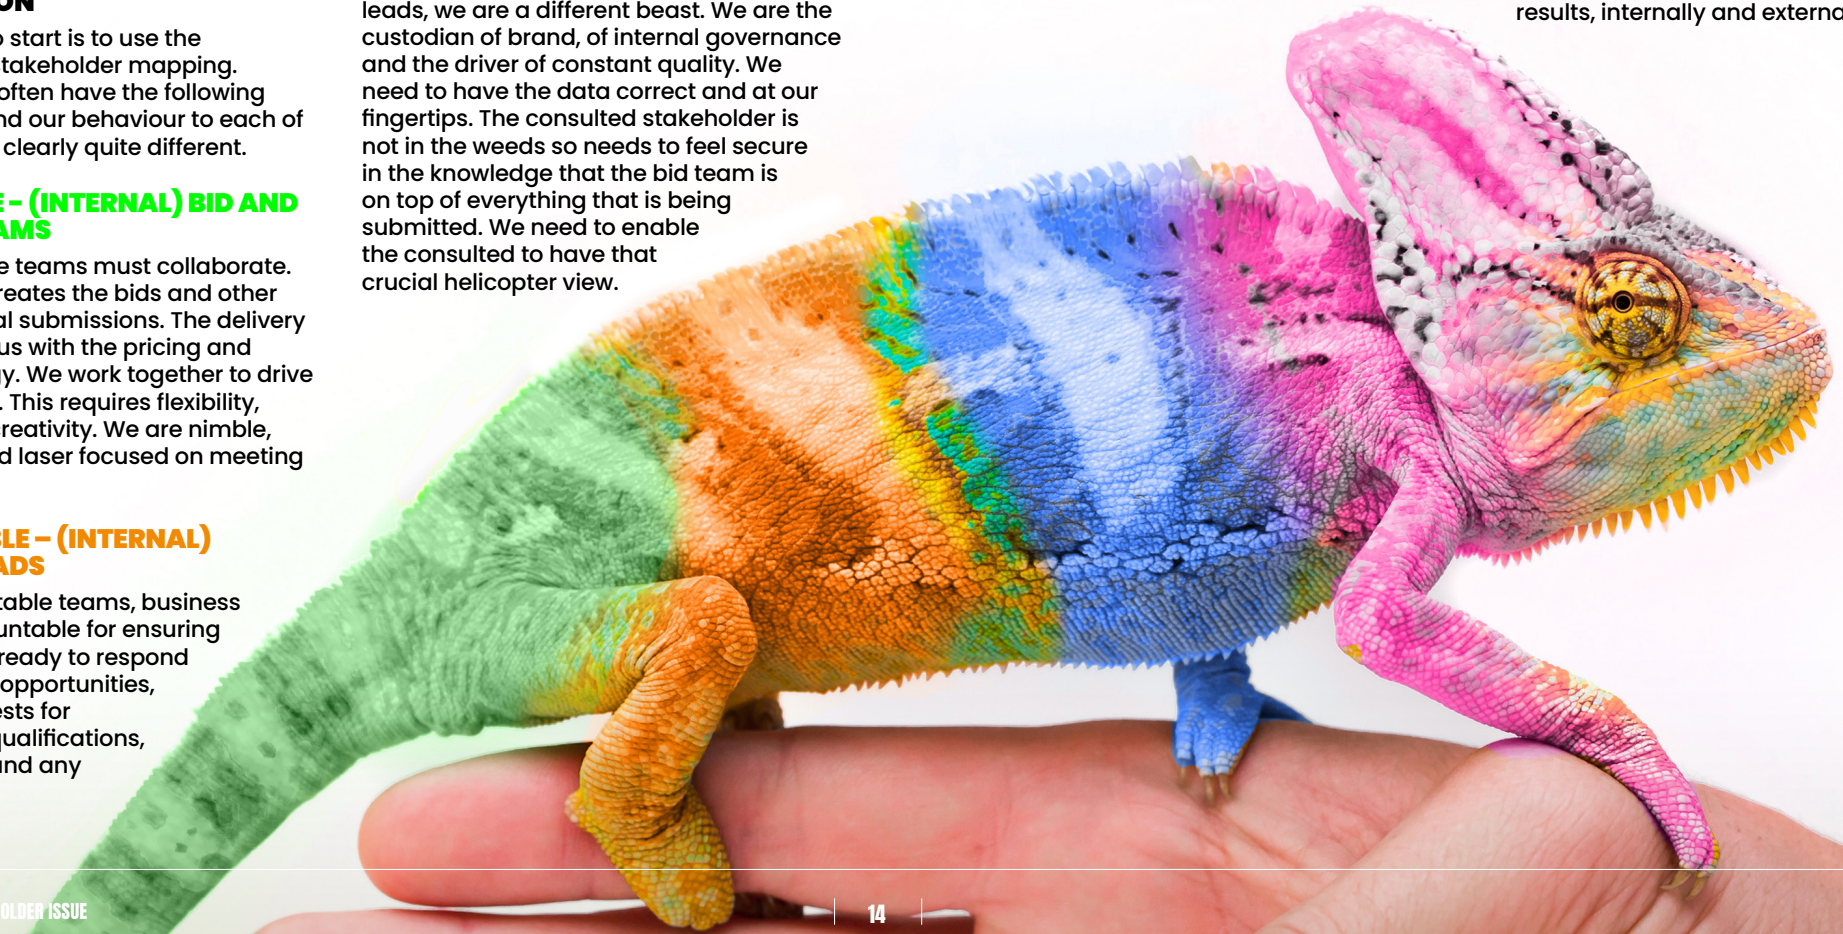 ON
o start is to use the
takeholder mapping.
often have the following
nd our behaviour to each of
clearly quite different.
E - (INTERNAL) BID AND
AMS
e teams must collaborate.
reates the bids and other
al submissions. The delivery
us with the pricing and
gy. We work together to drive
. This requires flexibility,
creativity. We are nimble,
d laser focused on meeting
BLE – (INTERNAL)
ADS
table teams, business
untable for ensuring
ready to respond
opportunities,
ests for
qualifications,
and any
leads, we are a different beast. We are the
custodian of brand, of internal governance
and the driver of constant quality. We
need to have the data correct and at our
fingertips. The consulted stakeholder is
not in the weeds so needs to feel secure
in the knowledge that the bid team is
on top of everything that is being
submitted. We need to enable
the consulted to have that
crucial helicopter view.
results, internally and externa
OLDER ISSUE
14